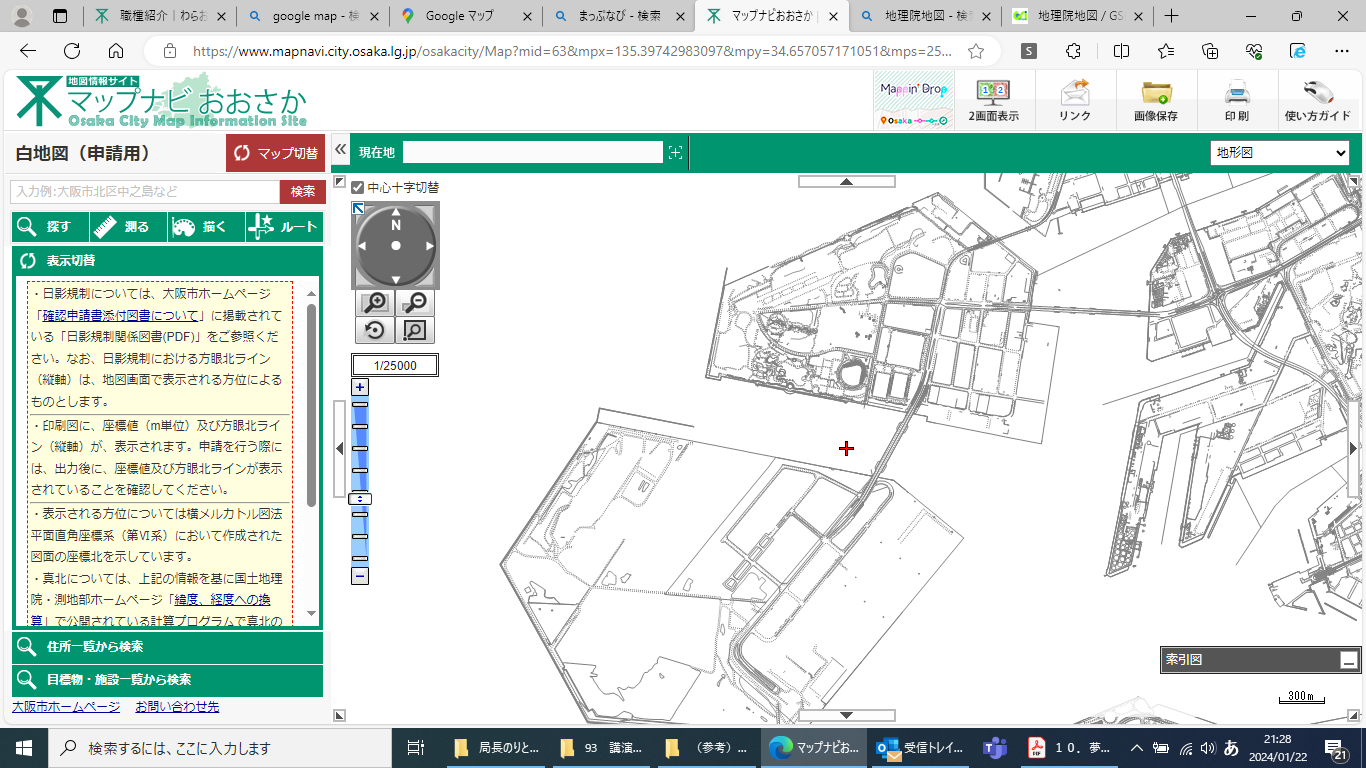 職種紹介｜わらお
google map - 検
Google マップ
まっぷなび - 検索
マップナビおおさか |
地理院地図 - 検索
地理院地図 / GS
https://www.mapnavi.city.osaka.lg.jp/osakacity/Map?mid=63&mpx=135.39742983097&mpy=34.657057171051&mps=25...
地図情報サイト
マップナビ おおさか
Osaka City Map Information Site
Mappin' Drop
Osaka
2画面表示
リンク
画像保存
印 刷
使い方ガイド
白地図（申請用）
マップ切替
現在地
地形図
入力例:大阪市北区中之島など
検索
中心十字切替
探す
測る
描く
ルート
N
表示切替
・日影規制については、大阪市ホームページ
「確認申請書添付図書について」に掲載されて
いる「日影規制関係図書(PDF)」をご参照くだ
さい。なお、日影規制における方眼北ライン
（縦軸）は、地図画面で表示される方位による
ものとします。
・印刷図に、座標値（m単位）及び方眼北ライ
ン（縦軸）が、表示されます。申請を行う際に
は、出力後に、座標値及び方眼北ラインが表示
されていることを確認してください。
・表示される方位については横メルカトル図法
平面直角座標系（第Ⅵ系）において作成された
図面の座標北を示しています。
・真北については、上記の情報を基に国土地理
院・測地部ホームページ「緯度、経度への換
算」で公開されている計算プログラムで真北の
1/25000
住所一覧から検索
目標物・施設一覧から検索
大阪市ホームページ
お問い合わせ先
索引図
300m
検索するには、ここに入力します
局長のりと...
93　講演...
（参考）...
マップナビお...
受信トレイ...
１０．夢...
あ
21:28
2024/01/22
21